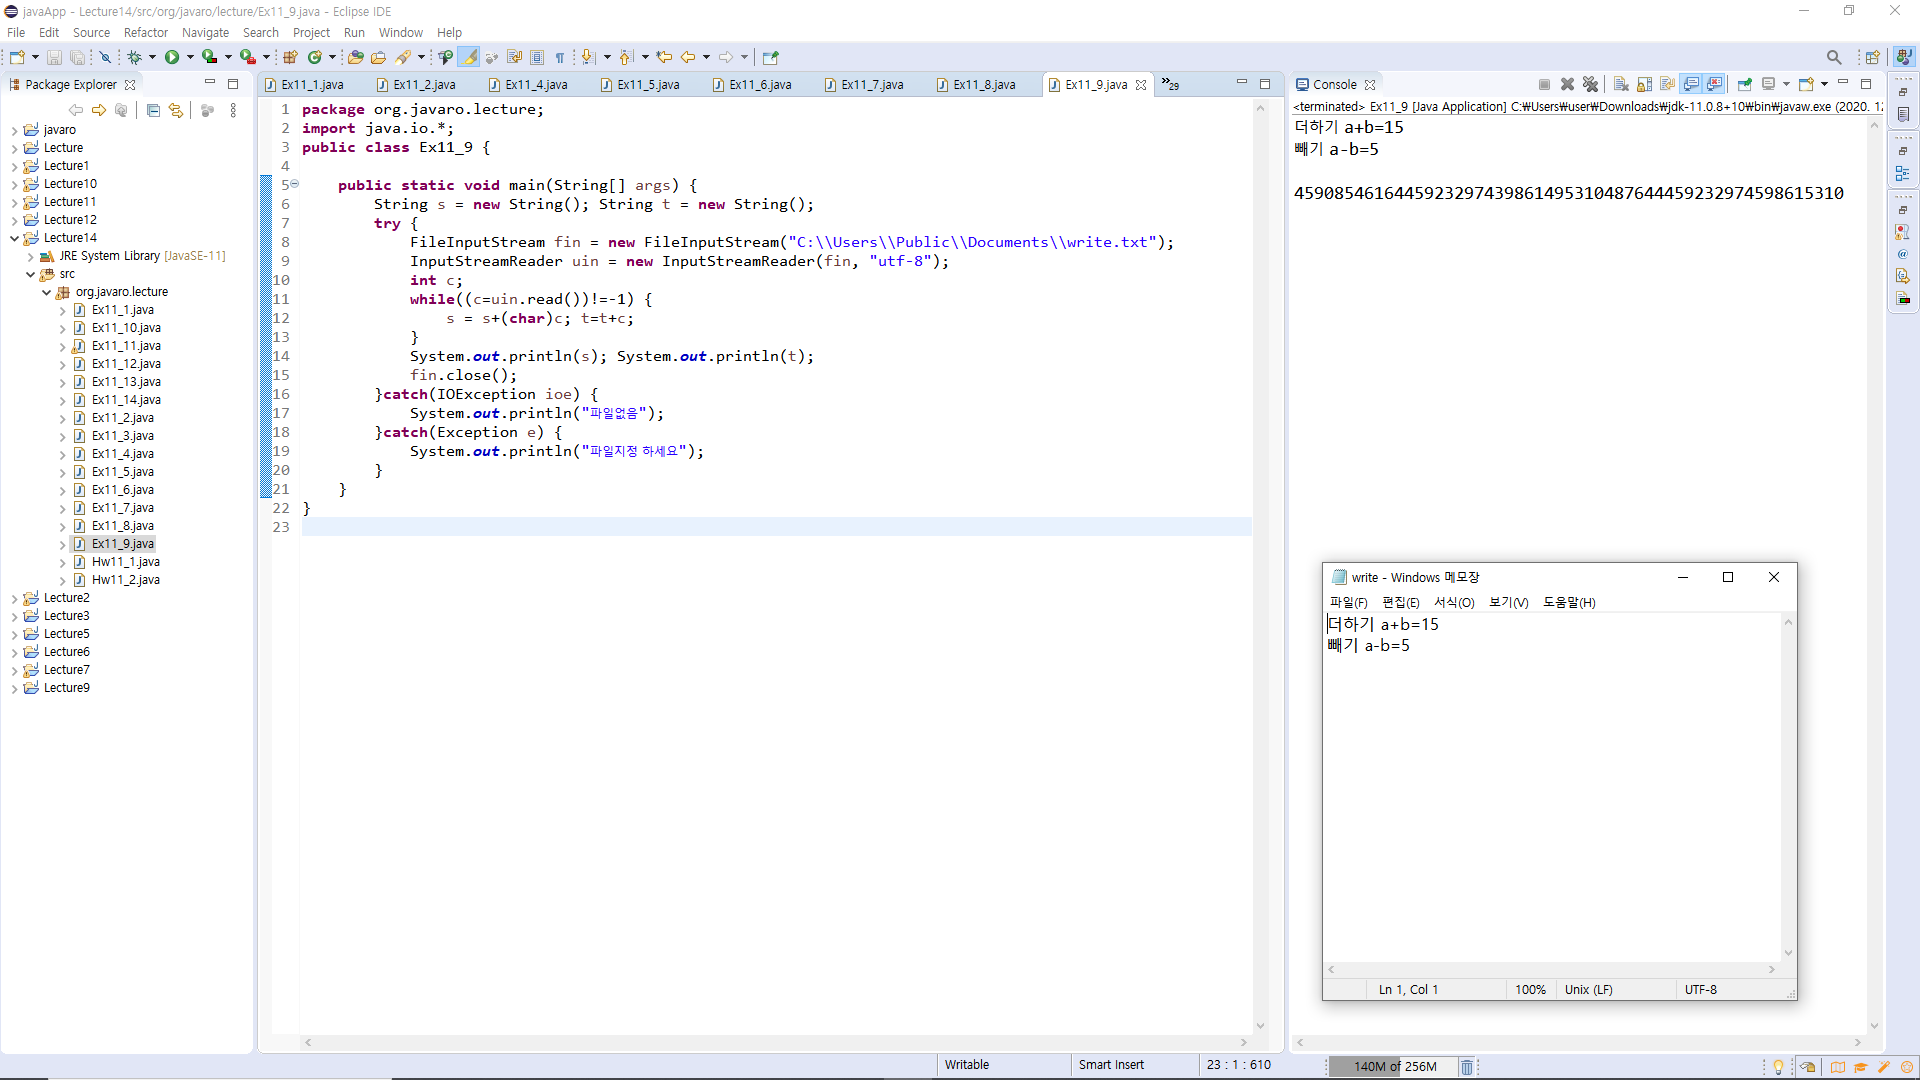 javaApp - Lecture14/src/org/javaro/lecture/Ex11_9.java - Eclipse IDE
File Edit Source Refactor Navigate Search Project Run Window Help
Package Explorer
javaro
Lecture
Lecture1
Lecture10
Lecture11
Lecture12
Lecture14
JRE System Library [JavaSE-11]
src
org.javaro.lecture
Ex11_1.java
Ex11_10.java
Ex11_11.java
Ex11_12.java
Ex11_13.java
Ex11_14.java
Ex11_2.java
Ex11_3.java
Ex11_4.java
Ex11_5.java
Ex11_6.java
Ex11_7.java
Ex11_8.java
Ex11_9.java
Hw11_1.java
Hw11_2.java
Lecture2
Lecture3
Lecture5
Lecture6
Lecture7
Lecture9
Ex11_1.java Ex11_2.java Ex11_4.java Ex11_5.java Ex11_6.java Ex11_7.java Ex11_8.java Ex11_9.java »29
1 package org.javaro.lecture;
2 import java.io.*;
3 public class Ex11_9 {
4
5 public static void main(String[] args) {
6 String s = new String(); String t = new String();
7 try {
8 FileInputStream fin = new FileInputStream("C:\\Users\\Public\\Documents\\write.txt");
9 InputStreamReader uin = new InputStreamReader(fin, "utf-8");
10 int c;
11 while((c=uin.read())!=-1) {
12 s = s+(char)c; t=t+c;
13 }
14 System.out.println(s); System.out.println(t);
15 fin.close();
16 }catch(IOException ioe) {
17 System.out.println("파일없음");
18 }catch(Exception e) {
19 System.out.println("파일지정 하세요");
20 }
21 }
22 }
23
Console
<terminated> Ex11_9 [Java Application] C:₩Users₩user₩Downloads₩jdk-11.0.8+10₩bin₩javaw.exe (2020. 12
더하기 a+b=15
빼기 a-b=5
4590854616445923297439861495310487644459232974598615310
write - Windows 메모장
파일(F) 편집(E) 서식(O) 보기(V) 도움말(H)
더하기 a+b=15
빼기 a-b=5
Ln 1, Col 1 100% Unix (LF) UTF-8
Writable Smart Insert 23 : 1 : 610 140M of 256M